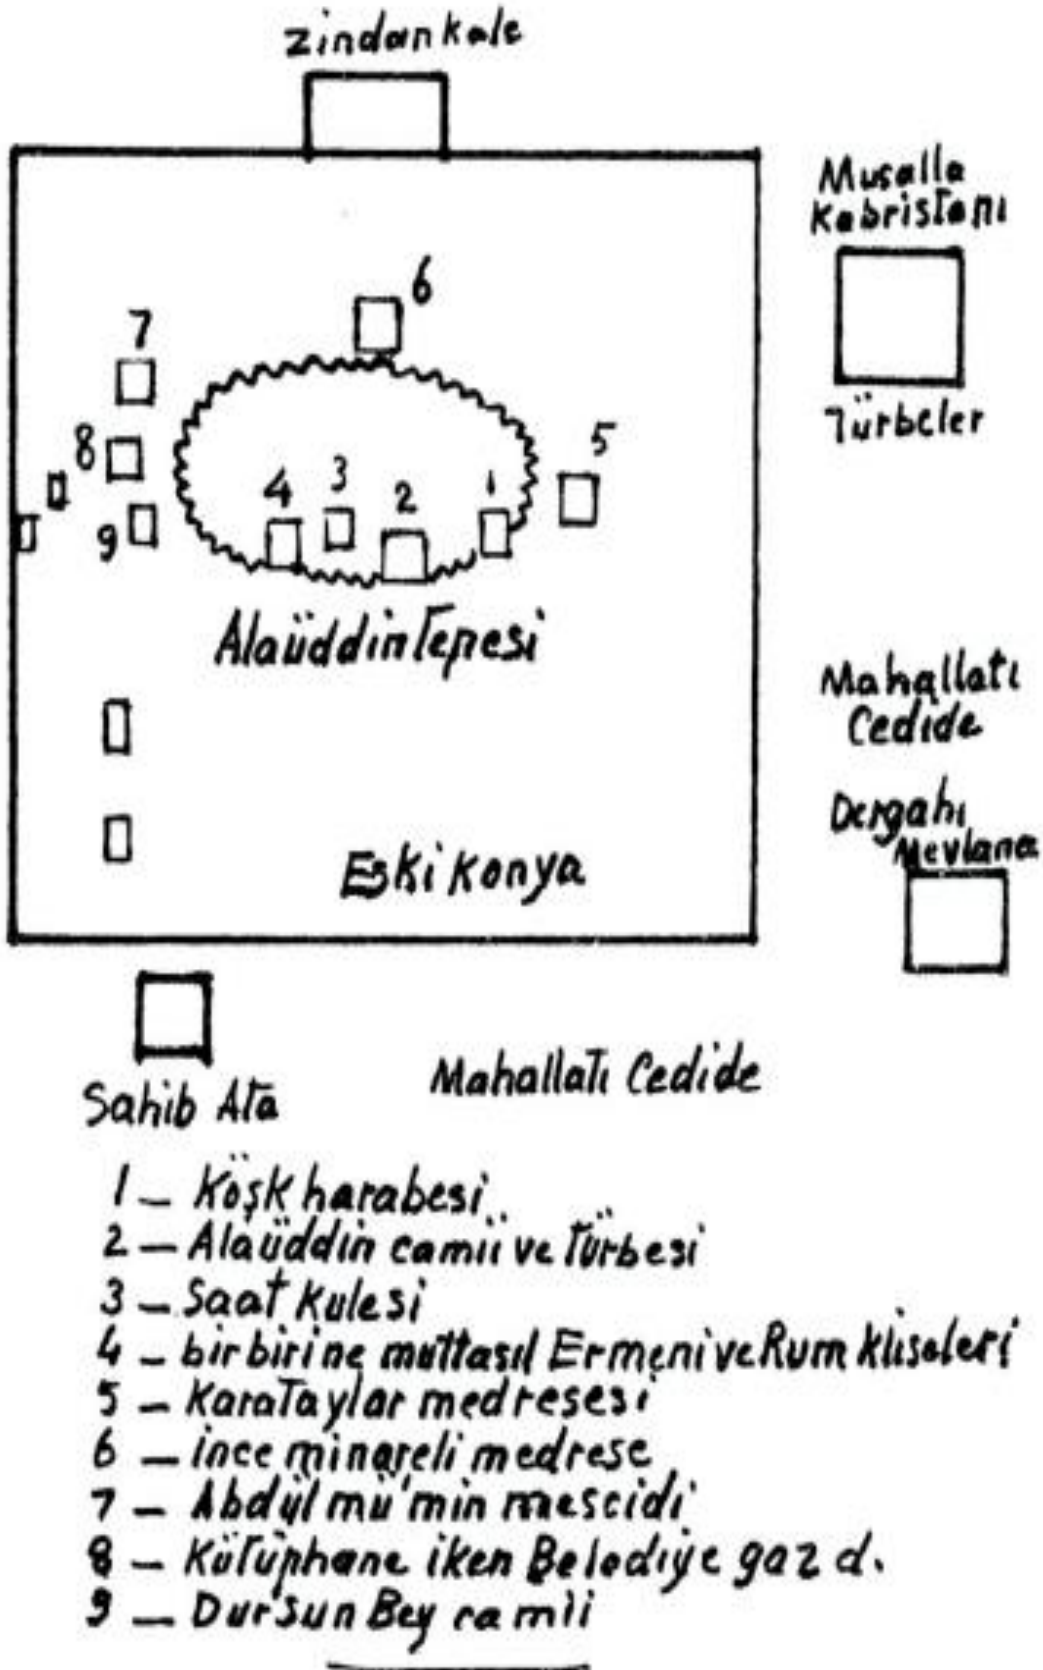 Zindankale
Musalla
Kabristanı
Türbeler
6
7
8
9
5
4
3
2
1
Alaüddin Tepesi
Mahallatı
Cedide
Dergahı
Mevlana
Eski Konya
Sahib Ata
Mahallatı Cedide
1 — Köşk harabesi
2 — Alaüddin camii ve Türbesi
3 — Saat Kulesi
4 — birbirine muttasıl Ermeni ve Rum kliseleri
5 — Karataylar medresesi
6 — ince minareli medrese
7 — Abdül mü'min mescidi
8 — Kütüphane iken Belediye gaz d.
9 — Dursun Bey camii